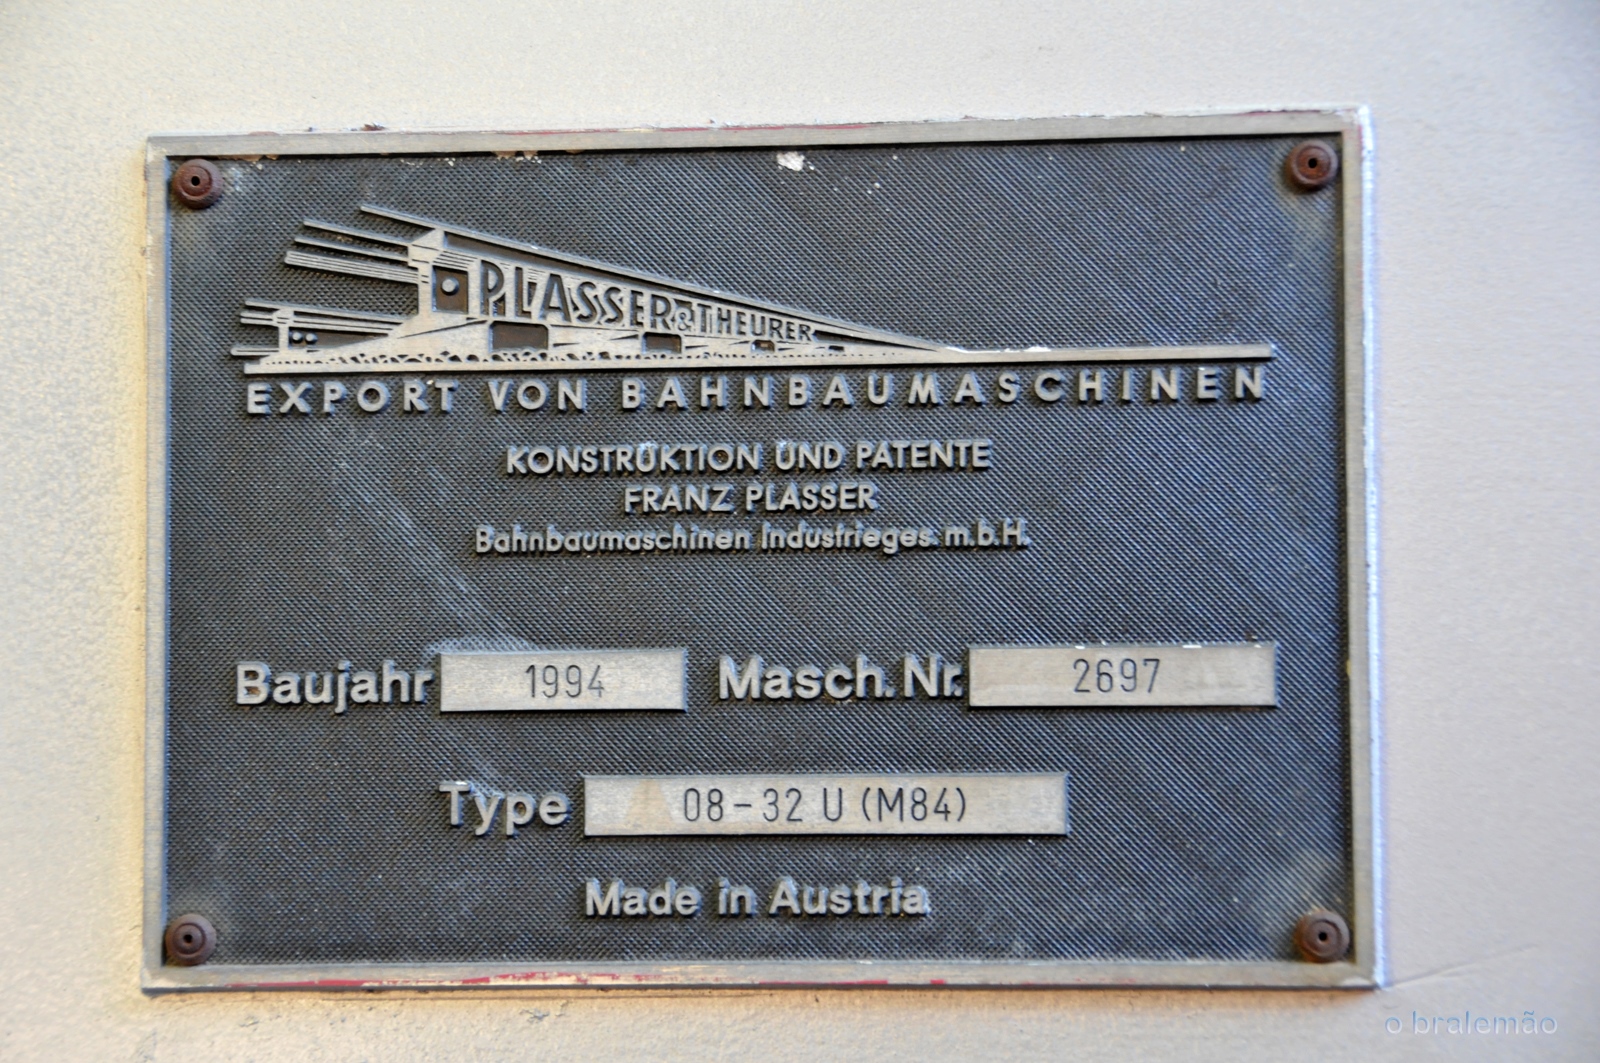 PLASSER & THEURER
EXPORT VON BAHNBAUMASCHINEN
KONSTRUKTION UND PATENTE
FRANZ PLASSER
Bahnbaumaschinen Industrieges. m.b.H.
Baujahr 1994 Masch. Nr. 2697
Type 08-32 U (M84)
Made in Austria
o bralemão